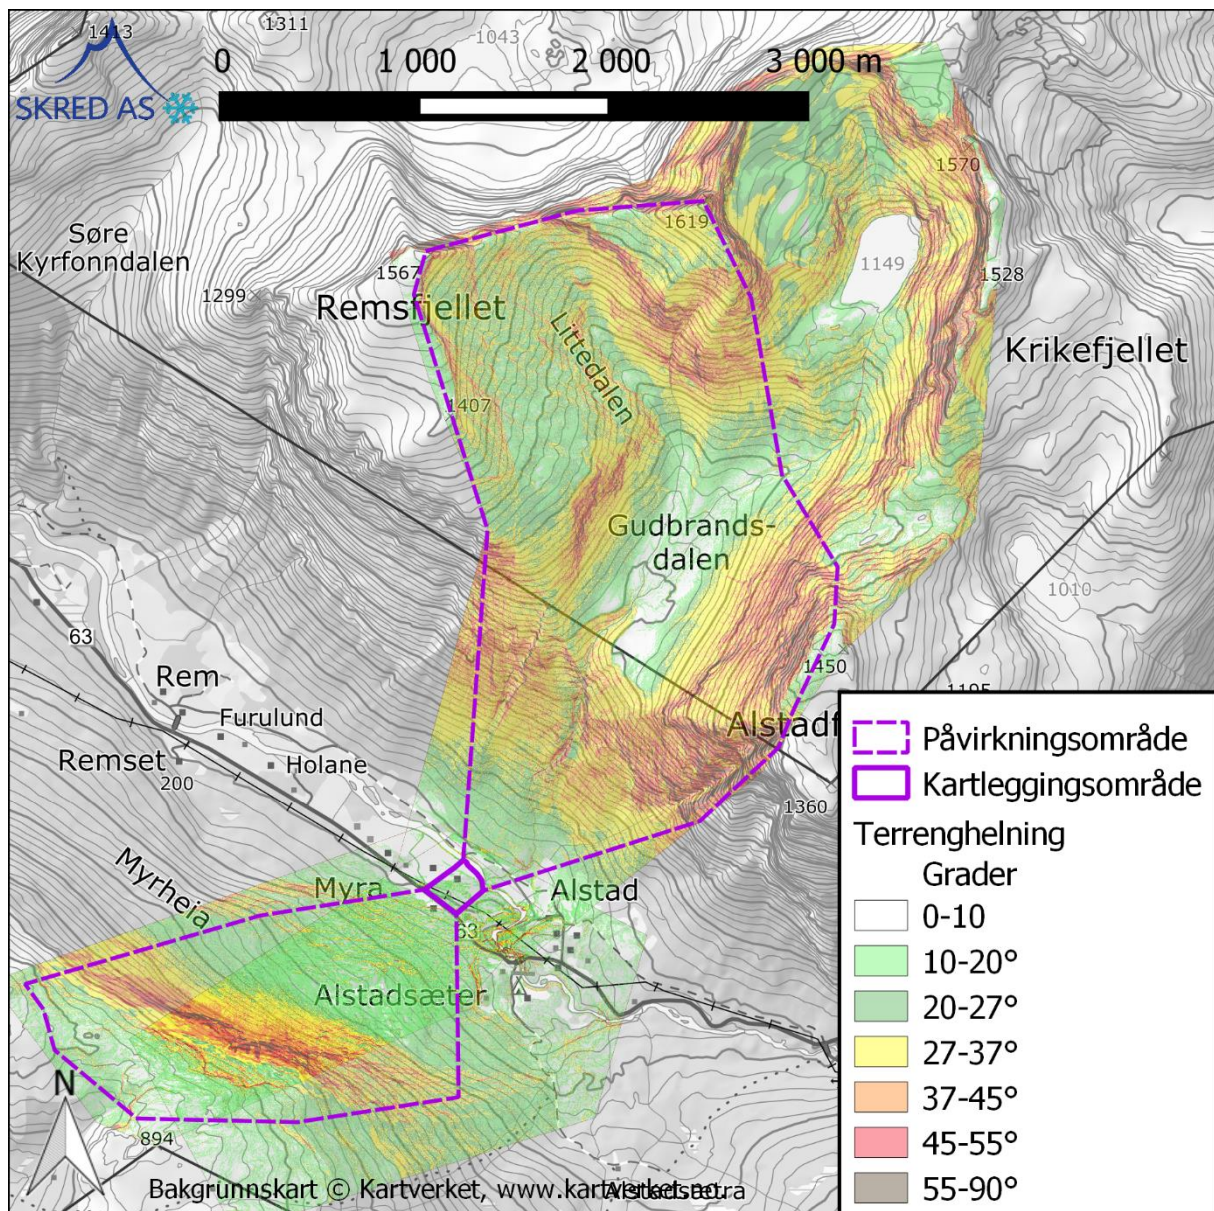 1413
1311
1043
0 1 000 2 000 3 000 m
SKRED AS
1570
1619
Søre
Kyrfonndalen
1149
1567
1528
1299
Remsfjellet
Littedalen
Krikefjellet
1407
Gudbrands-
dalen
1010
63
1450
Rem
1195
Furulund
Alstadf
Remset
Holane
200
1360
Myrheia
Myra
Alstad
63
Alstadsæter
N
894
Bakgrunnskart © Kartverket, www.kartverket.no.
Alstadsætra
Påvirkningsområde
Kartleggingsområde
Terrenghelning
Grader
0-10
10-20°
20-27°
27-37°
37-45°
45-55°
55-90°